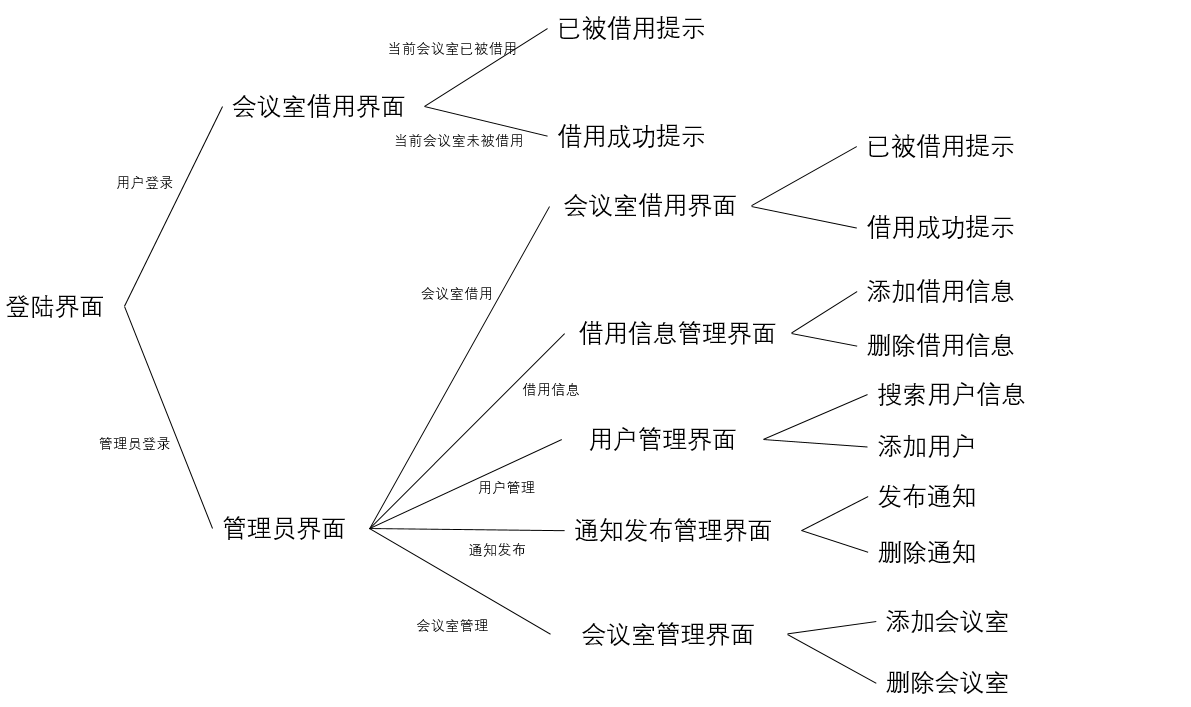 已被借用提示
当前会议室已被借用
会议室借用界面
借用成功提示
当前会议室未被借用
已被借用提示
用户登录
会议室借用界面
借用成功提示
会议室借用
添加借用信息
登陆界面
借用信息管理界面
删除借用信息
借用信息
搜索用户信息
管理员登录
用户管理界面
添加用户
用户管理
发布通知
管理员界面
通知发布管理界面
通知发布
删除通知
会议室管理
添加会议室
会议室管理界面
删除会议室